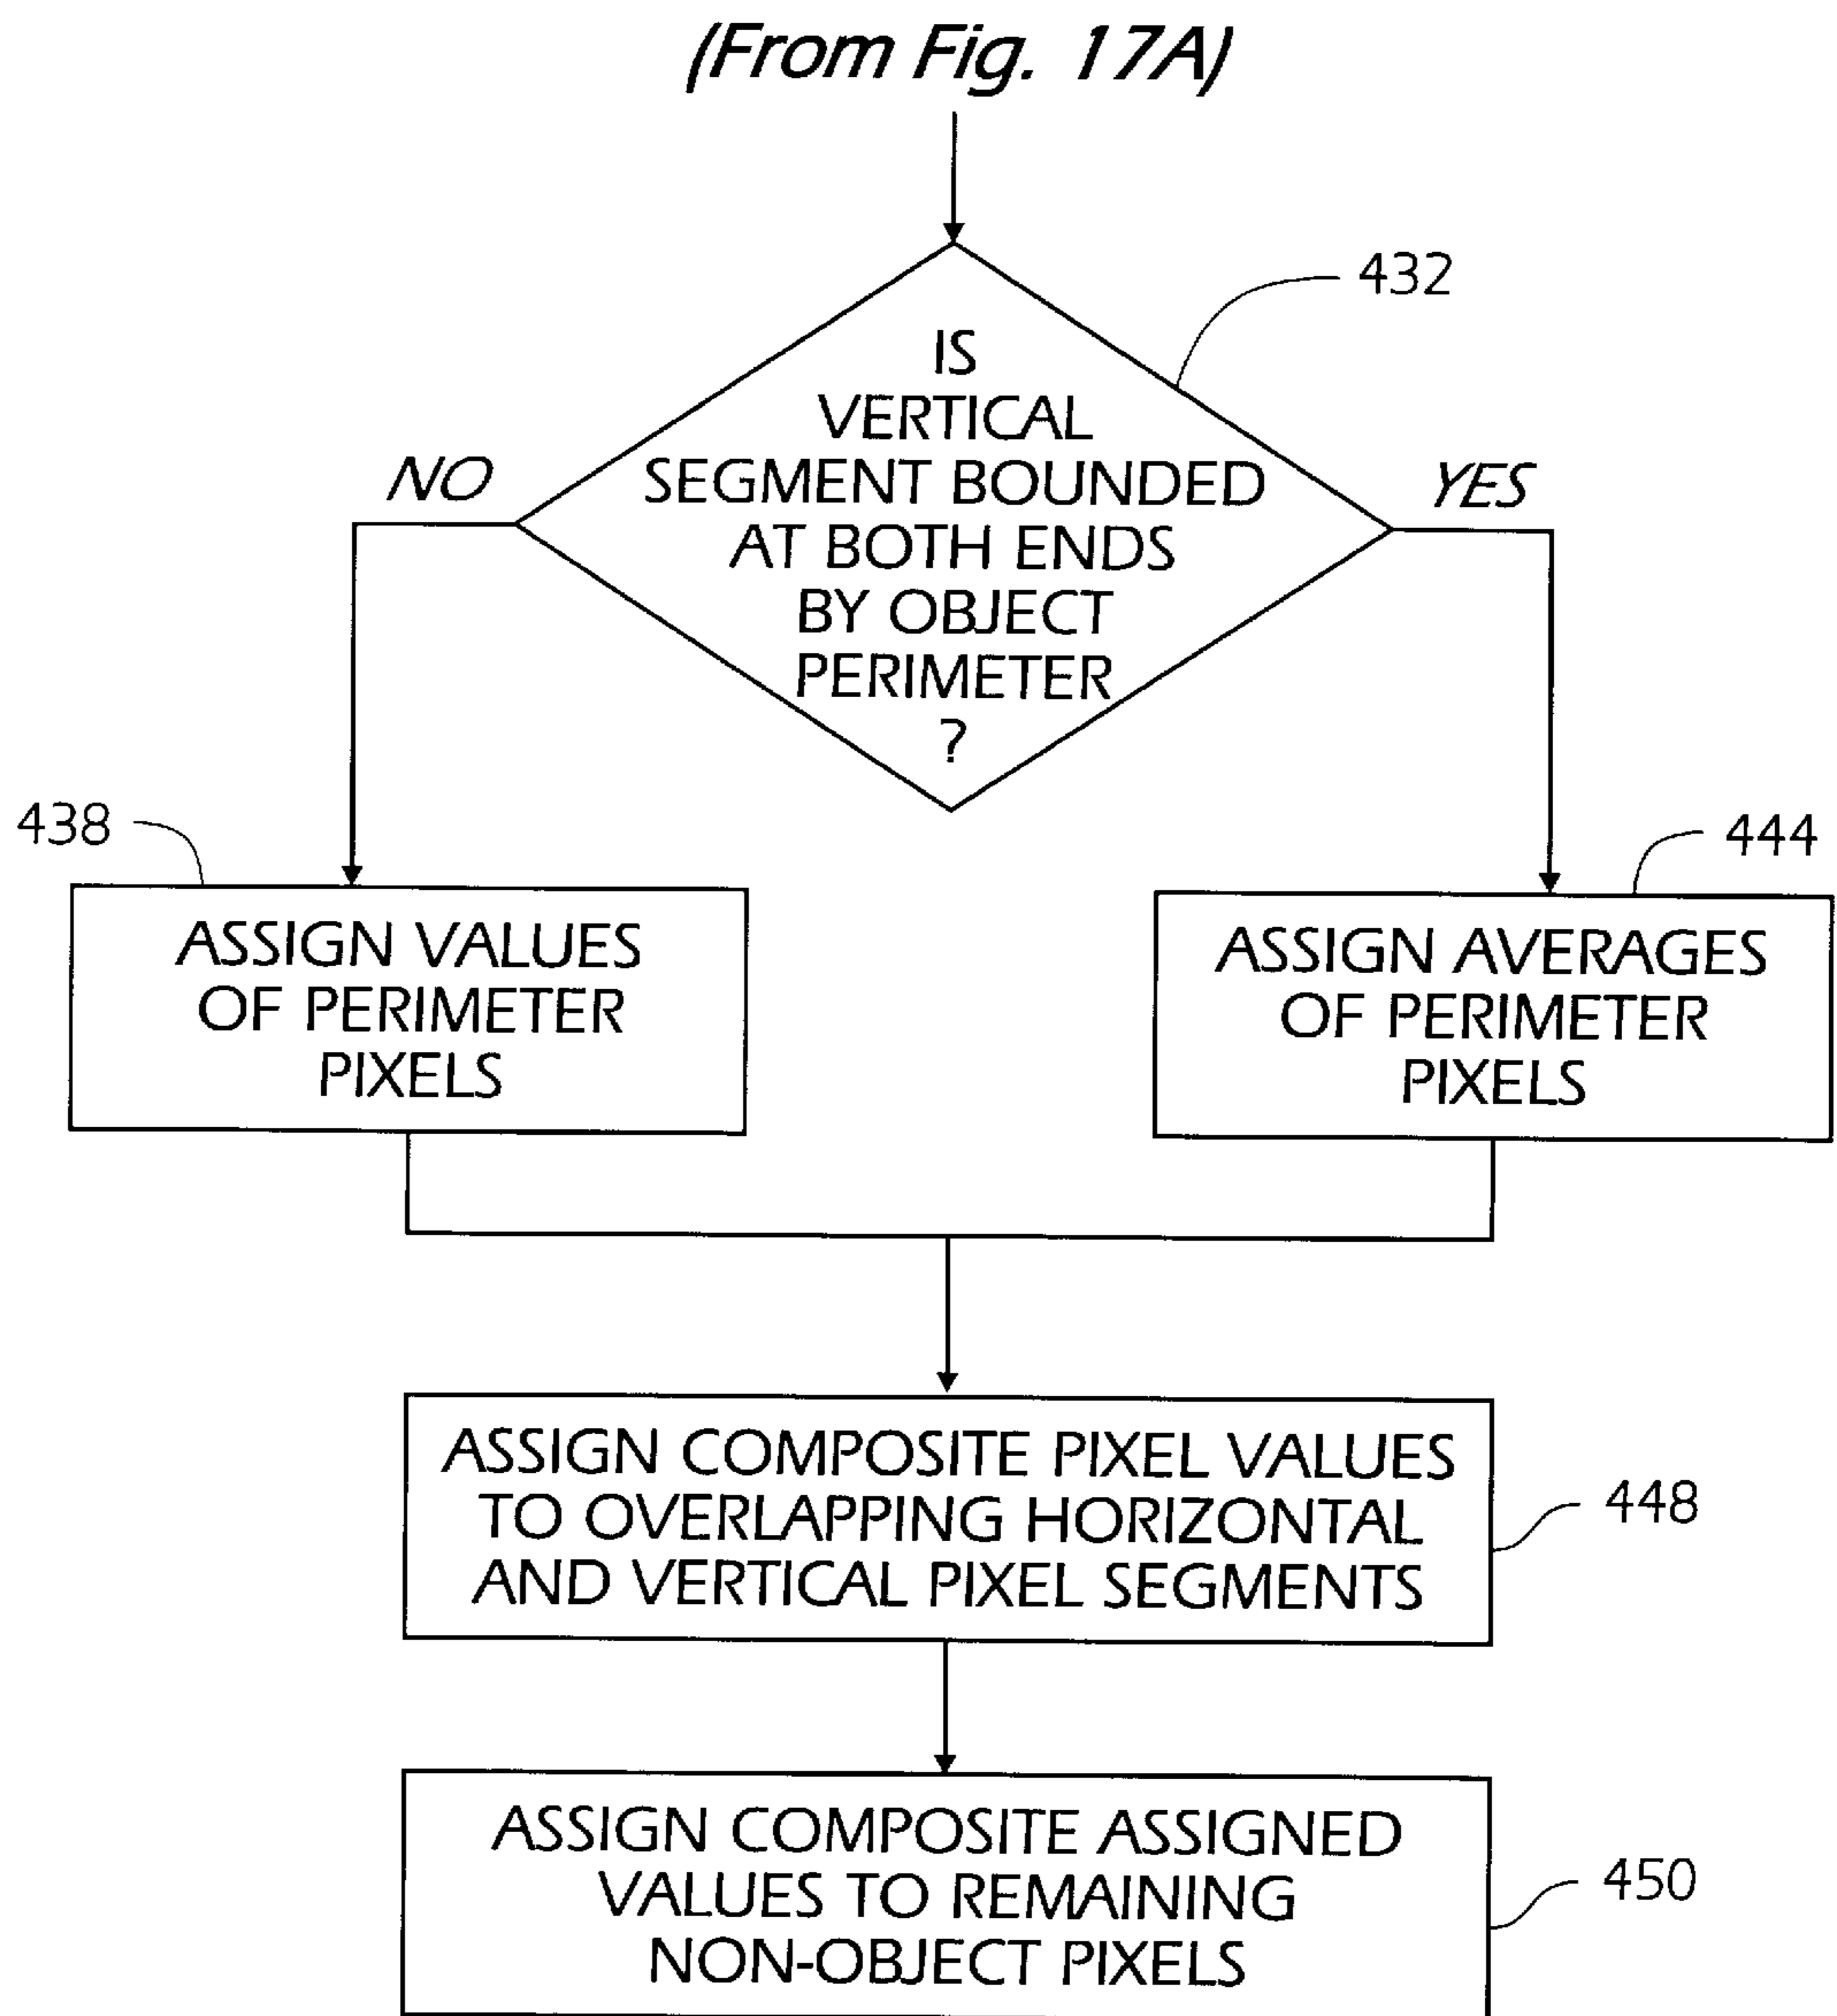 (From Fig. 17A)
432
IS
VERTICAL
SEGMENT BOUNDED
AT BOTH ENDS
BY OBJECT
PERIMETER
?
NO
YES
438
ASSIGN VALUES
OF PERIMETER
PIXELS
444
ASSIGN AVERAGES
OF PERIMETER
PIXELS
ASSIGN COMPOSITE PIXEL VALUES
TO OVERLAPPING HORIZONTAL
AND VERTICAL PIXEL SEGMENTS
448
ASSIGN COMPOSITE ASSIGNED
VALUES TO REMAINING
NON-OBJECT PIXELS
450